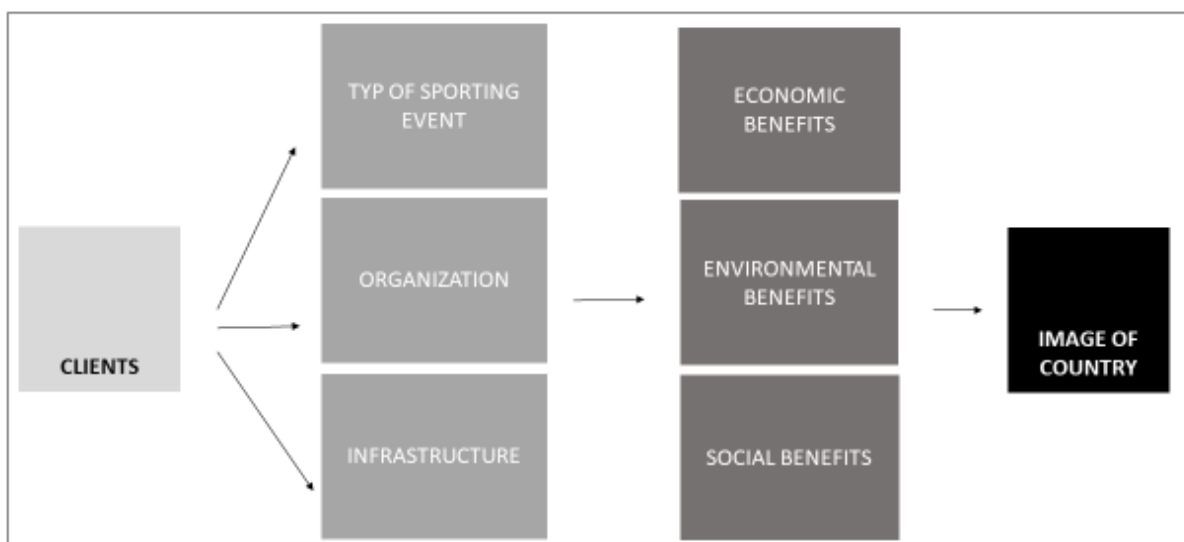 CLIENTS
TYP OF SPORTING
EVENT
ORGANIZATION
INFRASTRUCTURE
ECONOMIC
BENEFITS
ENVIRONMENTAL
BENEFITS
SOCIAL BENEFITS
IMAGE OF
COUNTRY